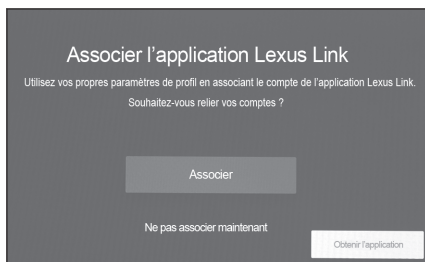 Associer l’application Lexus Link
Utilisez vos propres paramètres de profil en associant le compte de l’application Lexus Link.
Souhaitez-vous relier vos comptes ?
Associer
Ne pas associer maintenant
Obtenir l’application